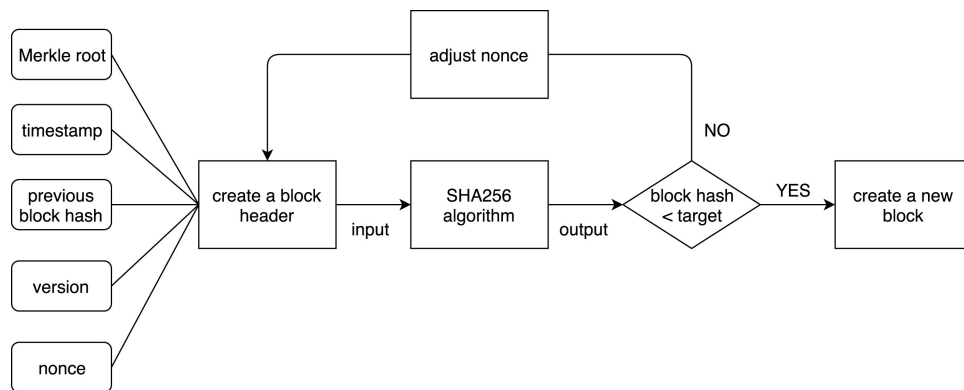 Merkle root
timestamp
previous
block hash
version
nonce
create a block
header
adjust nonce
input
SHA256
algorithm
output
block hash
< target
NO
YES
create a new
block